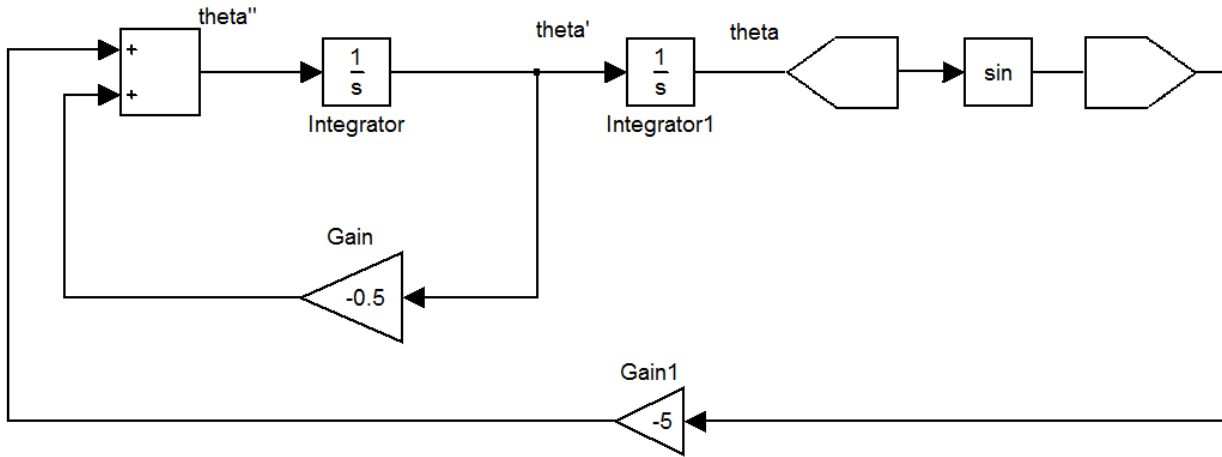 theta''
theta'
theta
+
+
1
s
1
s
sin
Integrator
Integrator1
Gain
-0.5
Gain1
-5